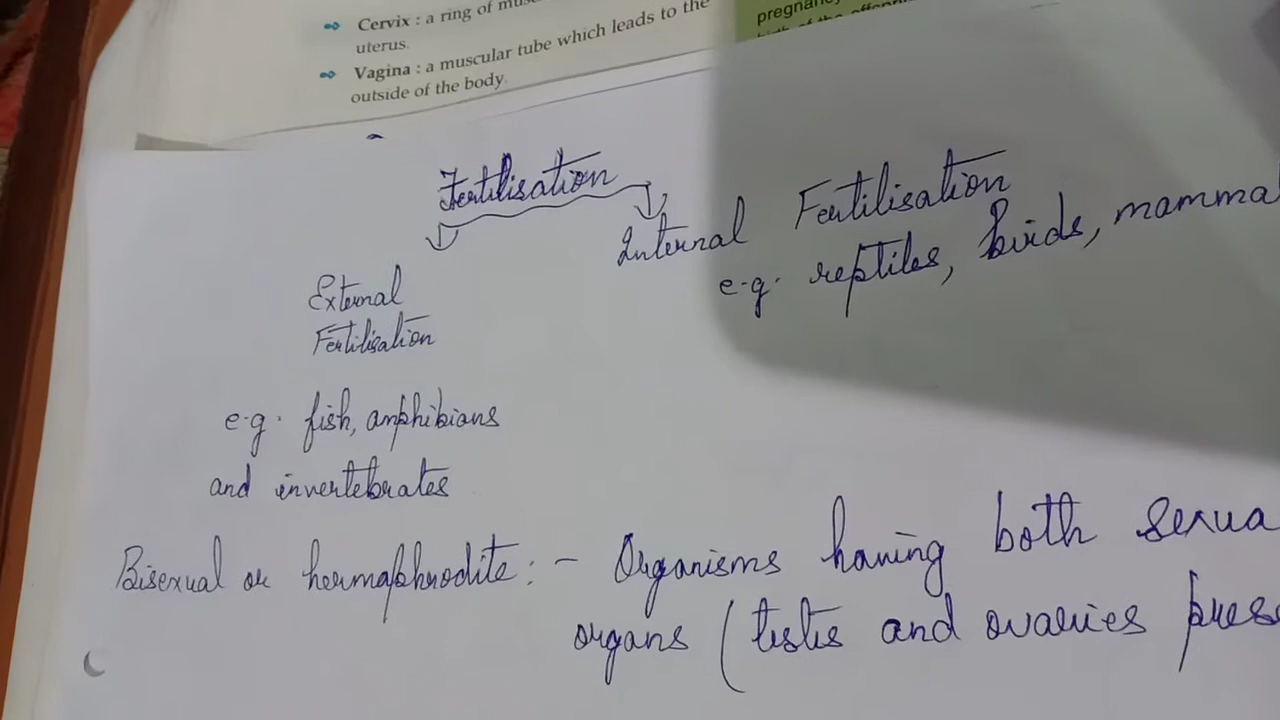 Cervix : a ring of
uterus.
Vagina : a muscular tube which leads to the
outside of the body.
pregnancy
Fertilisation
Internal Fertilisation
e.g. reptiles, birds, mamma
External
Fertilisation
e.g. fish, amphibians
and invertebrates
Bisexual or hermaphrodite : - Organisms having both sexua
organs (testis and ovaries pres